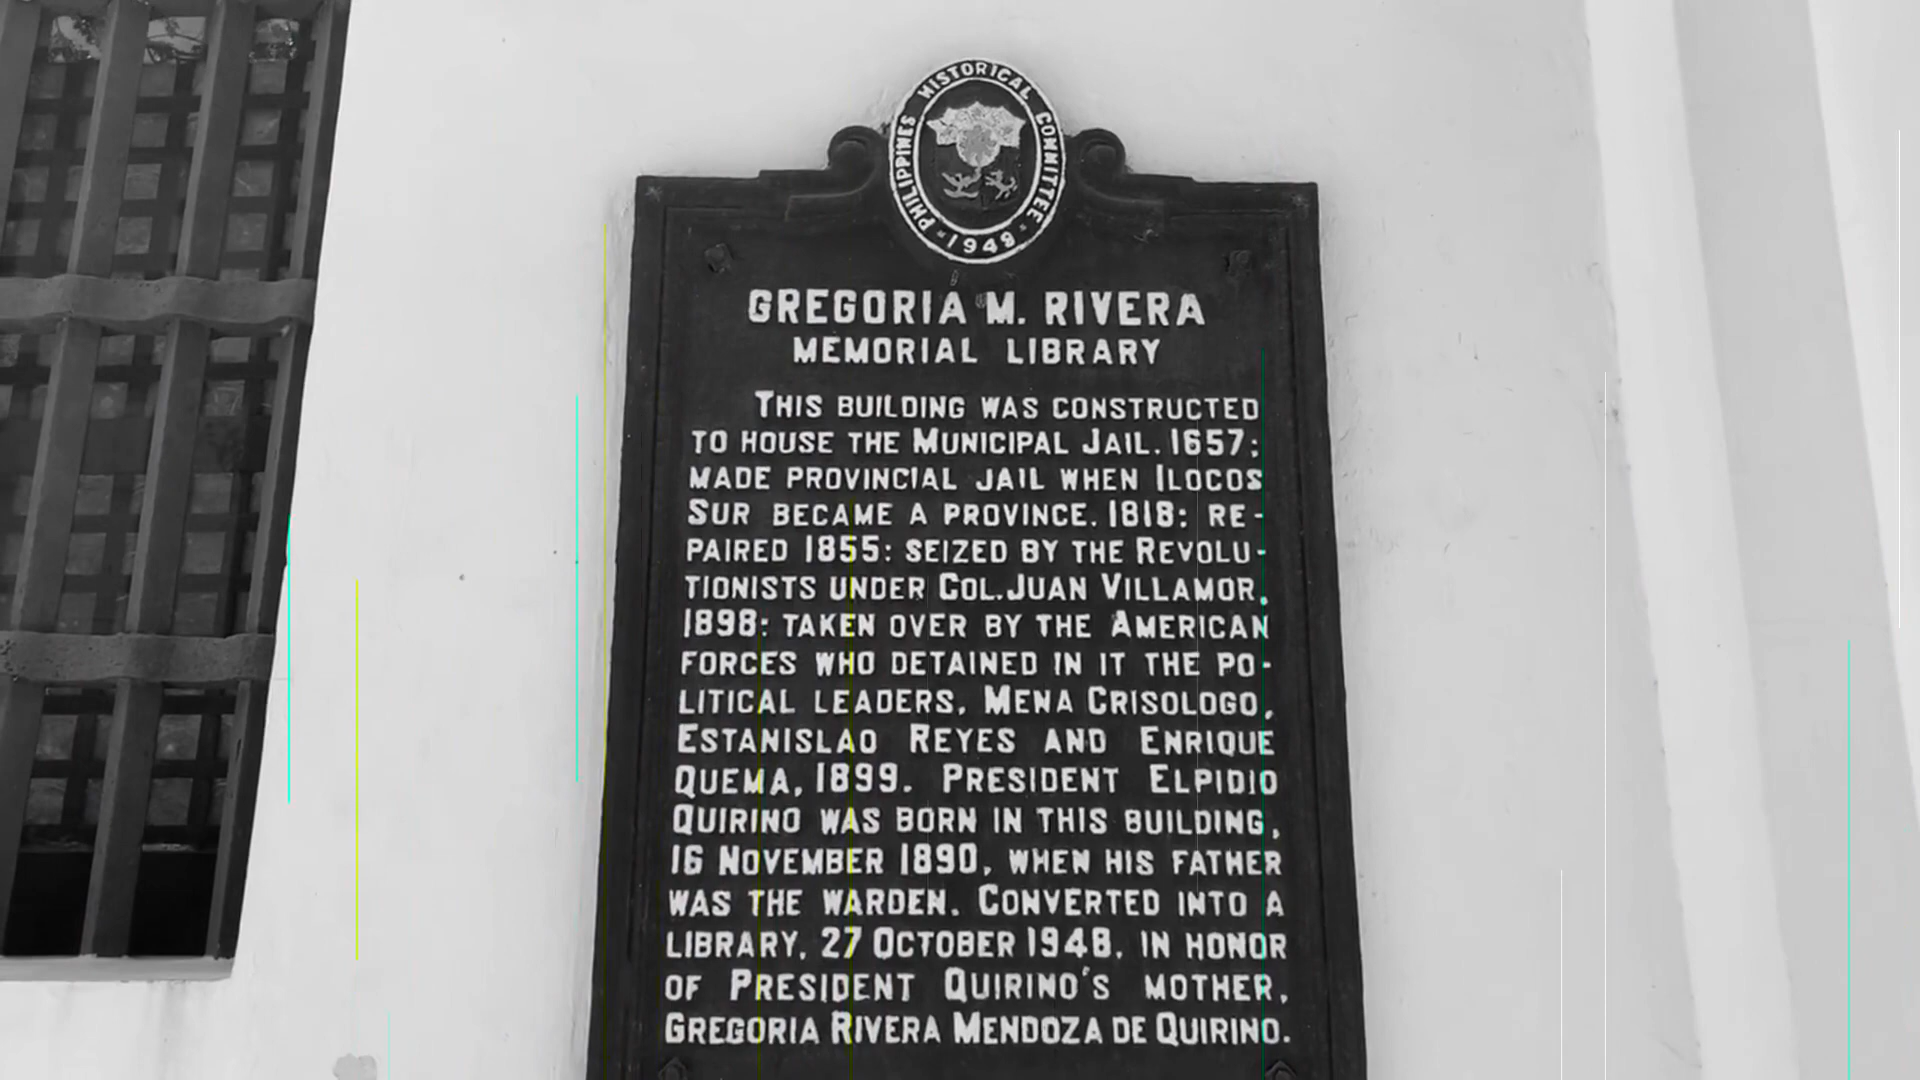 PHILIPPINES HISTORICAL COMMITTEE
1948
GREGORIA M. RIVERA
MEMORIAL LIBRARY
THIS BUILDING WAS CONSTRUCTED
TO HOUSE THE MUNICIPAL JAIL. 1657;
MADE PROVINCIAL JAIL WHEN ILOCOS
SUR BECAME A PROVINCE. 1818; RE-
PAIRED 1855; SEIZED BY THE REVOLU-
TIONISTS UNDER COL. JUAN VILLAMOR,
1898; TAKEN OVER BY THE AMERICAN
FORCES WHO DETAINED IN IT THE PO-
LITICAL LEADERS, MENA CRISOLOGO,
ESTANISLAO REYES AND ENRIQUE
QUEMA, 1899. PRESIDENT ELPIDIO
QUIRINO WAS BORN IN THIS BUILDING,
16 NOVEMBER 1890, WHEN HIS FATHER
WAS THE WARDEN. CONVERTED INTO A
LIBRARY, 27 OCTOBER 1948, IN HONOR
OF PRESIDENT QUIRINO'S MOTHER,
GREGORIA RIVERA MENDOZA DE QUIRINO.